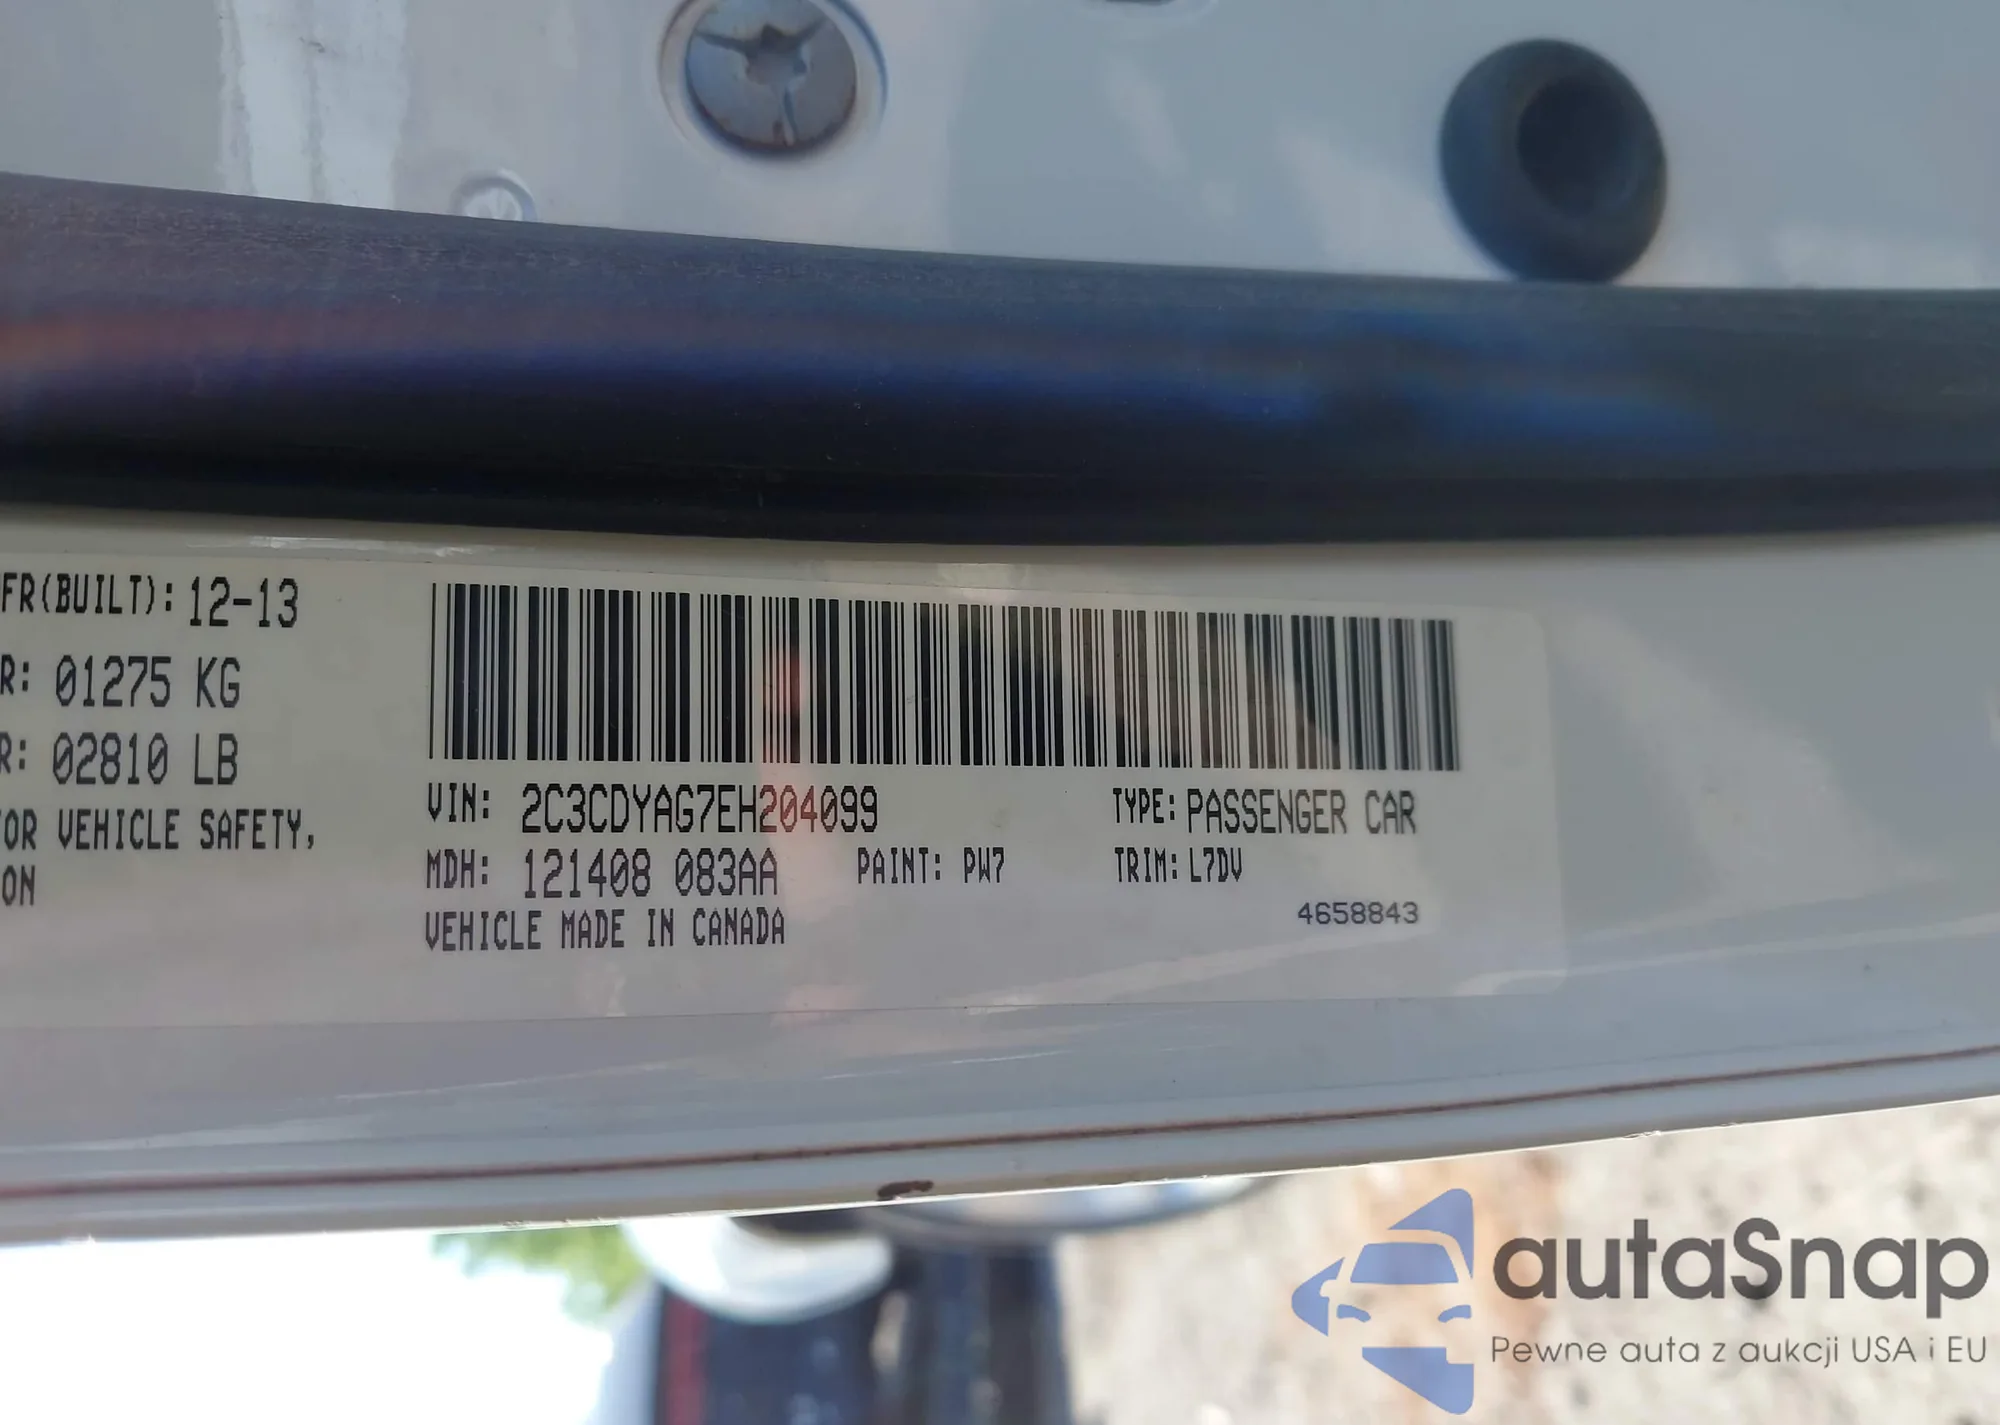 FR(BUILT): 12-13
R: 01275 KG
R: 02810 LB
OR VEHICLE SAFETY,
ON
VIN: 2C3CDYAG7EH204099 TYPE: PASSENGER CAR
MDH: 121408 083AA PAINT: PW7 TRIM: L7DV
VEHICLE MADE IN CANADA 4658843
autaSnap
Pewne auta z aukcji USA i EU